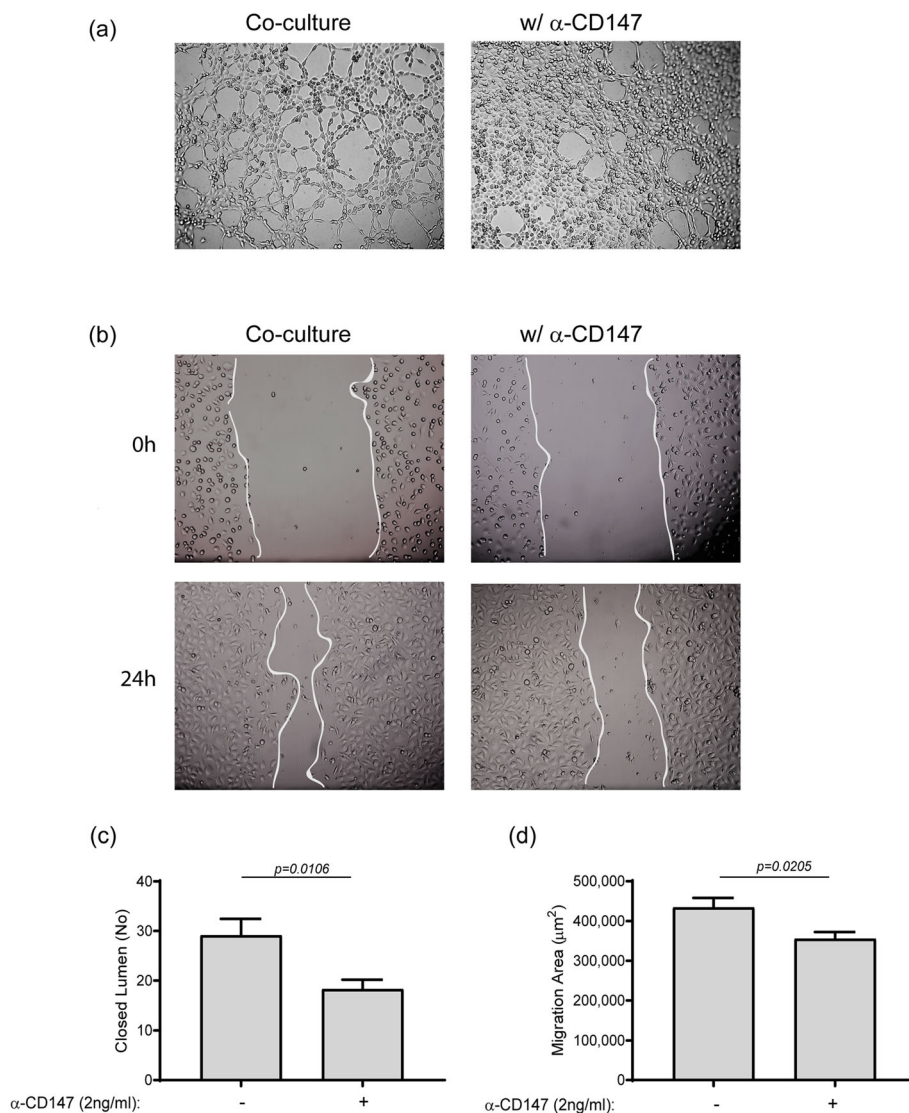 (a)
Co-culture
w/ α-CD147
(b)
Co-culture
w/ α-CD147
0h
24h
(c)
p=0.0106
Closed Lumen (No)
40
30
20
10
0
α-CD147 (2ng/ml):
-
+
(d)
p=0.0205
Migration Area (μm²)
500,000
400,000
300,000
200,000
100,000
0
α-CD147 (2ng/ml):
-
+